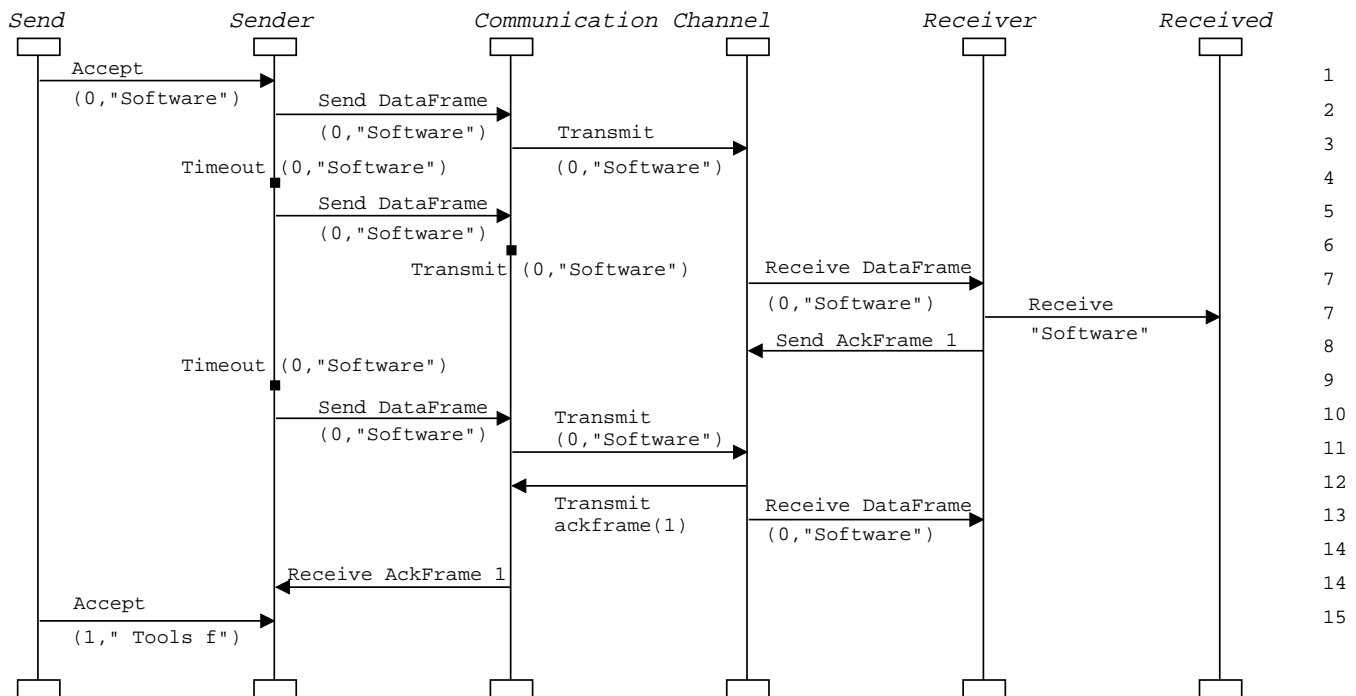 Send Sender Communication Channel Receiver Received
Accept 1
(0,"Software")
Send DataFrame 2
(0,"Software")
Transmit 3
(0,"Software")
Timeout (0,"Software") 4
Send DataFrame 5
(0,"Software")
6
Transmit (0,"Software")
Receive DataFrame 7
(0,"Software")
Receive 7
"Software"
Send AckFrame 1 8
Timeout (0,"Software") 9
Send DataFrame 10
(0,"Software")
Transmit
(0,"Software") 11
12
Transmit
ackframe(1)
Receive DataFrame 13
(0,"Software")
14
Receive AckFrame 1 14
Accept 15
(1," Tools f")